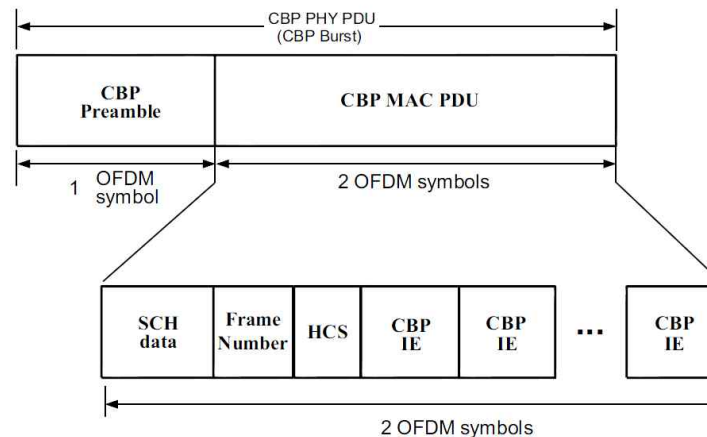 CBP PHY PDU
(CBP Burst)
CBP
Preamble
CBP MAC PDU
1 OFDM
symbol
2 OFDM symbols
SCH
data
Frame
Number
HCS
CBP
IE
CBP
IE
...
CBP
IE
2 OFDM symbols